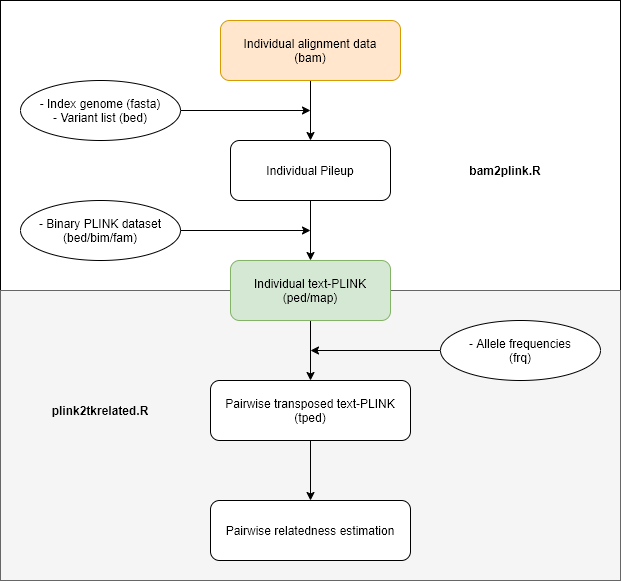 Individual alignment data
(bam)
- Index genome (fasta)
- Variant list (bed)
Individual Pileup
bam2plink.R
- Binary PLINK dataset
(bed/bim/fam)
Individual text-PLINK
(ped/map)
- Allele frequencies
(frq)
plink2tkrelated.R
Pairwise transposed text-PLINK
(tped)
Pairwise relatedness estimation